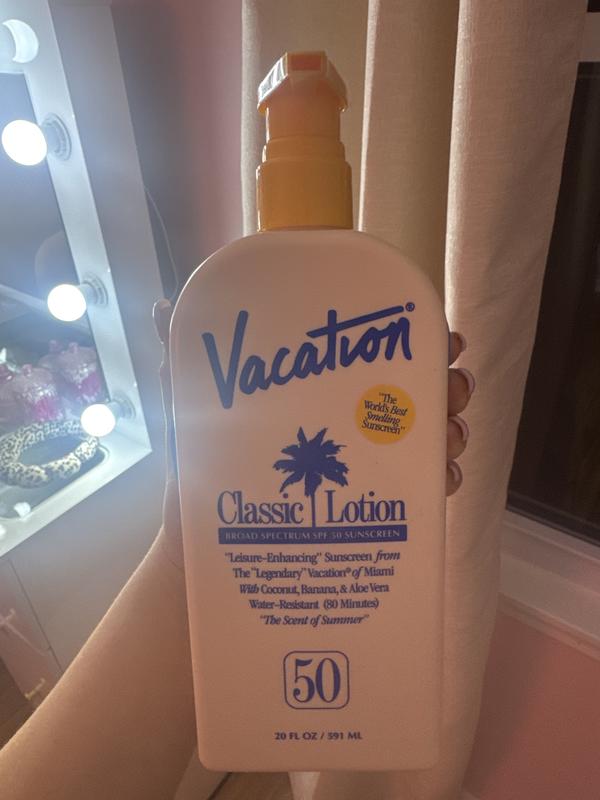 Vacation®
"The
World's Best
Smelling
Sunscreen"
Classic Lotion
BROAD SPECTRUM SPF 50 SUNSCREEN
"Leisure-Enhancing" Sunscreen from
The "Legendary" Vacation® of Miami
With Coconut, Banana, & Aloe Vera
Water-Resistant (80 Minutes)
"The Scent of Summer"
50
20 FL OZ / 591 ML